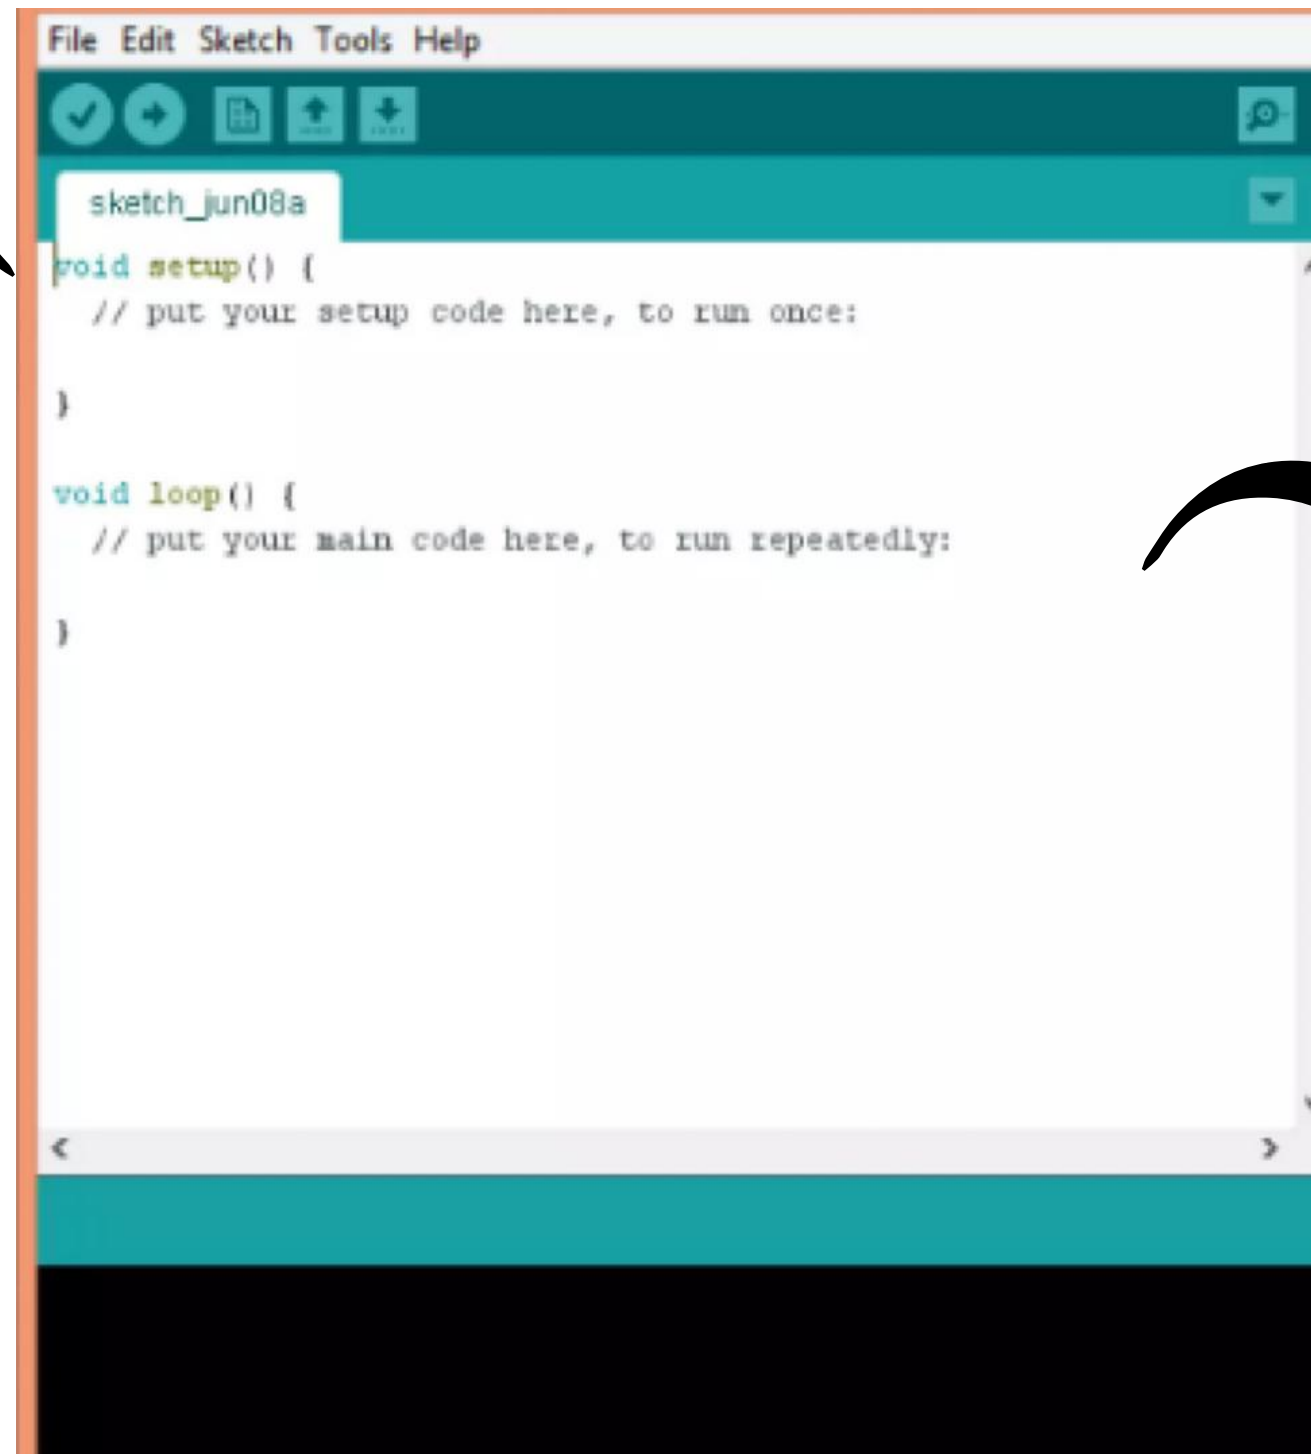 File Edit Sketch Tools Help
sketch_jun08a
void setup() {
  // put your setup code here, to run once:
}
void loop() {
  // put your main code here, to run repeatedly:
}